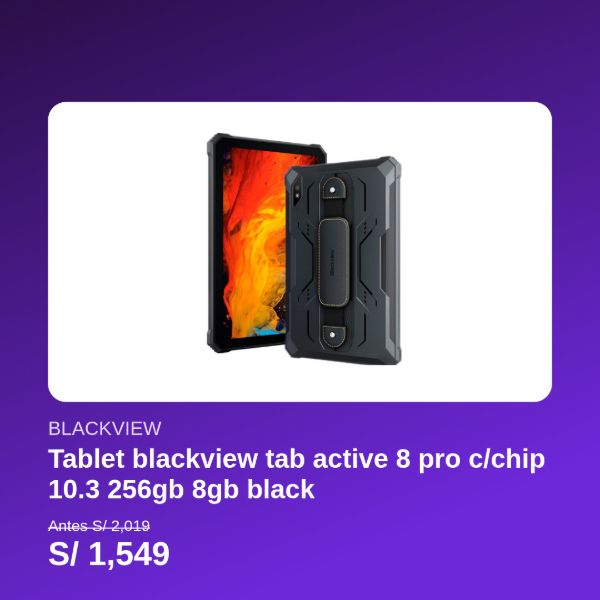 BLACKVIEW
Tablet blackview tab active 8 pro c/chip
10.3 256gb 8gb black
Antes S/ 2,019
S/ 1,549